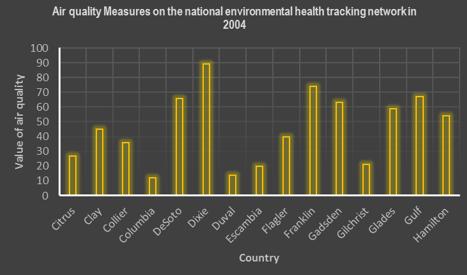 Air quality Measures on the national environmental health tracking network in
2004
Value of air quality
100
90
80
70
60
50
40
30
20
10
0
Citrus
Clay
Collier
Columbia
DeSoto
Dixie
Duval
Escambia
Flagler
Franklin
Gadsden
Gilchrist
Glades
Gulf
Hamilton
Country